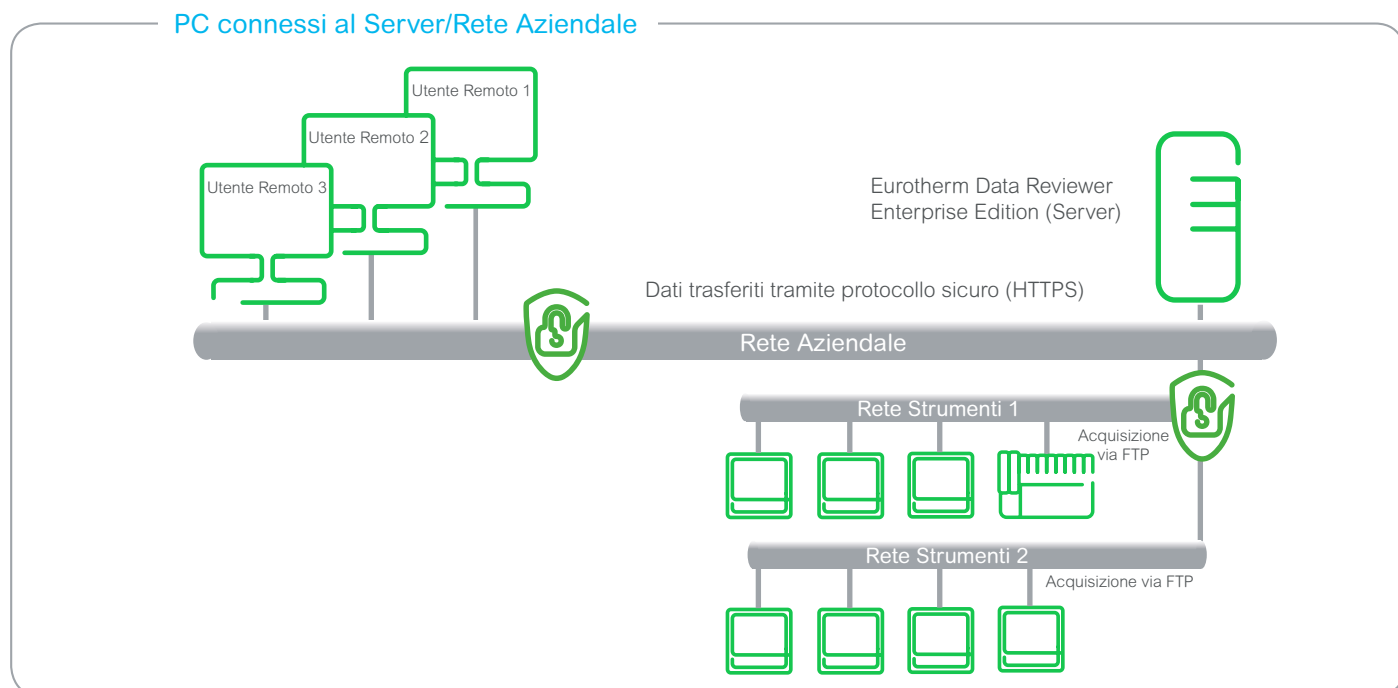 PC connessi al Server/Rete Aziendale
Utente Remoto 1
Utente Remoto 2
Utente Remoto 3
Eurotherm Data Reviewer
Enterprise Edition (Server)
Dati trasferiti tramite protocollo sicuro (HTTPS)
Rete Aziendale
Rete Strumenti 1
Acquisizione
via FTP
Rete Strumenti 2
Acquisizione via FTP